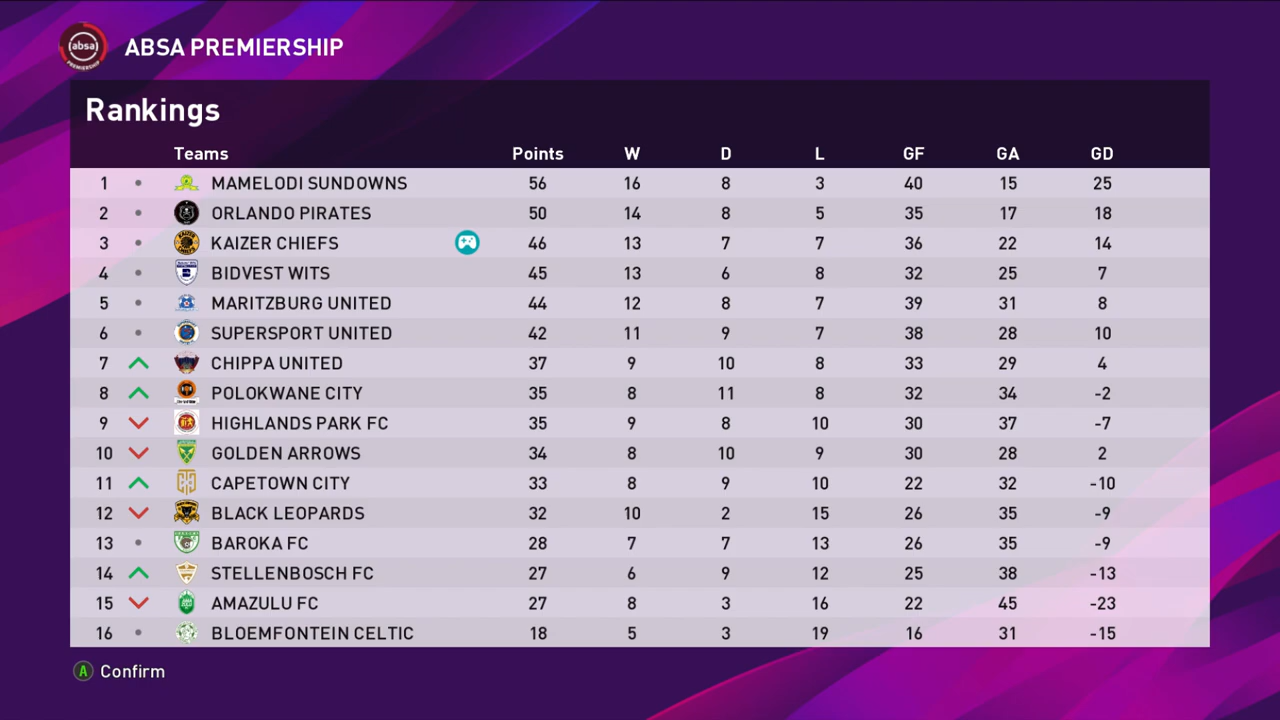 (absa)
PREMIERSHIP
ABSA PREMIERSHIP
Rankings
Teams Points W D L GF GA GD
1 MAMELODI SUNDOWNS 56 16 8 3 40 15 25
2 ORLANDO PIRATES 50 14 8 5 35 17 18
3 KAIZER CHIEFS 46 13 7 7 36 22 14
4 BIDVEST WITS 45 13 6 8 32 25 7
5 MARITZBURG UNITED 44 12 8 7 39 31 8
6 SUPERSPORT UNITED 42 11 9 7 38 28 10
7 CHIPPA UNITED 37 9 10 8 33 29 4
8 POLOKWANE CITY 35 8 11 8 32 34 -2
9 HIGHLANDS PARK FC 35 9 8 10 30 37 -7
10 GOLDEN ARROWS 34 8 10 9 30 28 2
11 CAPETOWN CITY 33 8 9 10 22 32 -10
12 BLACK LEOPARDS 32 10 2 15 26 35 -9
13 BAROKA FC 28 7 7 13 26 35 -9
14 STELLENBOSCH FC 27 6 9 12 25 38 -13
15 AMAZULU FC 27 8 3 16 22 45 -23
16 BLOEMFONTEIN CELTIC 18 5 3 19 16 31 -15
A Confirm